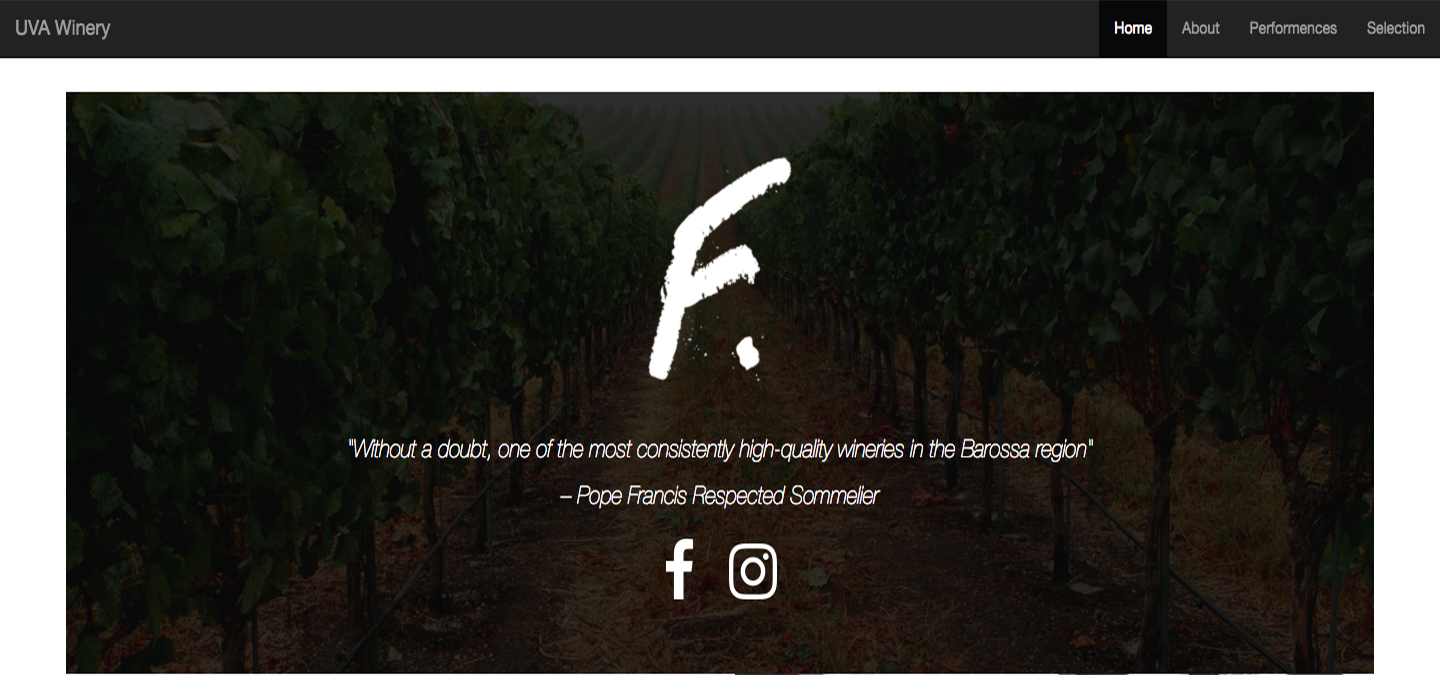 UVA Winery
Home About Performences Selection
F.
"Without a doubt, one of the most consistently high-quality wineries in the Barossa region"
– Pope Francis Respected Sommelier